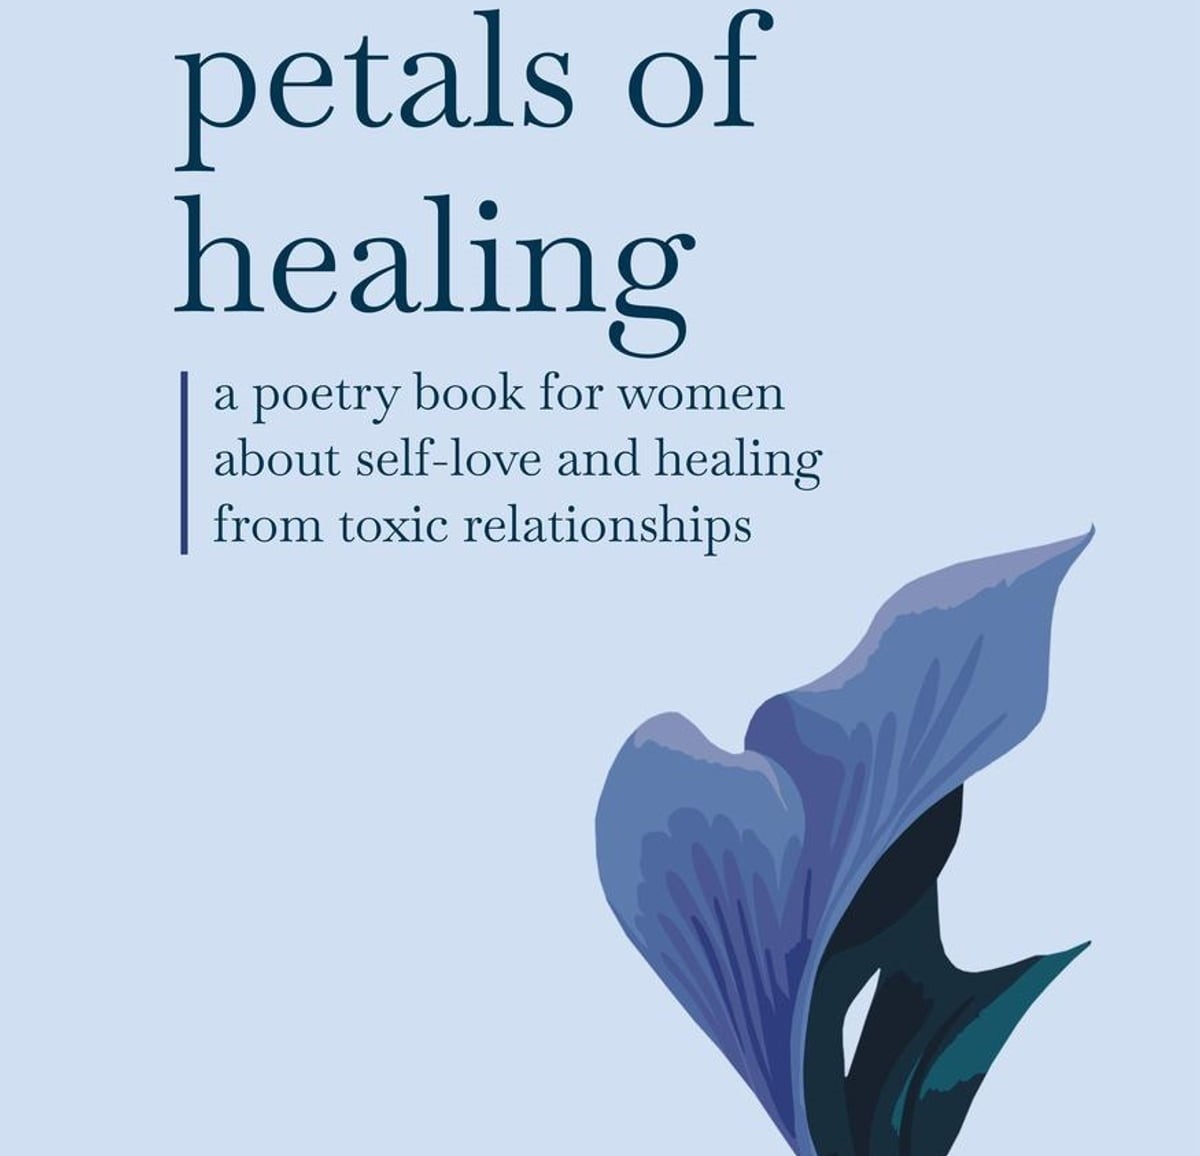 petals of
healing
a poetry book for women
about self-love and healing
from toxic relationships